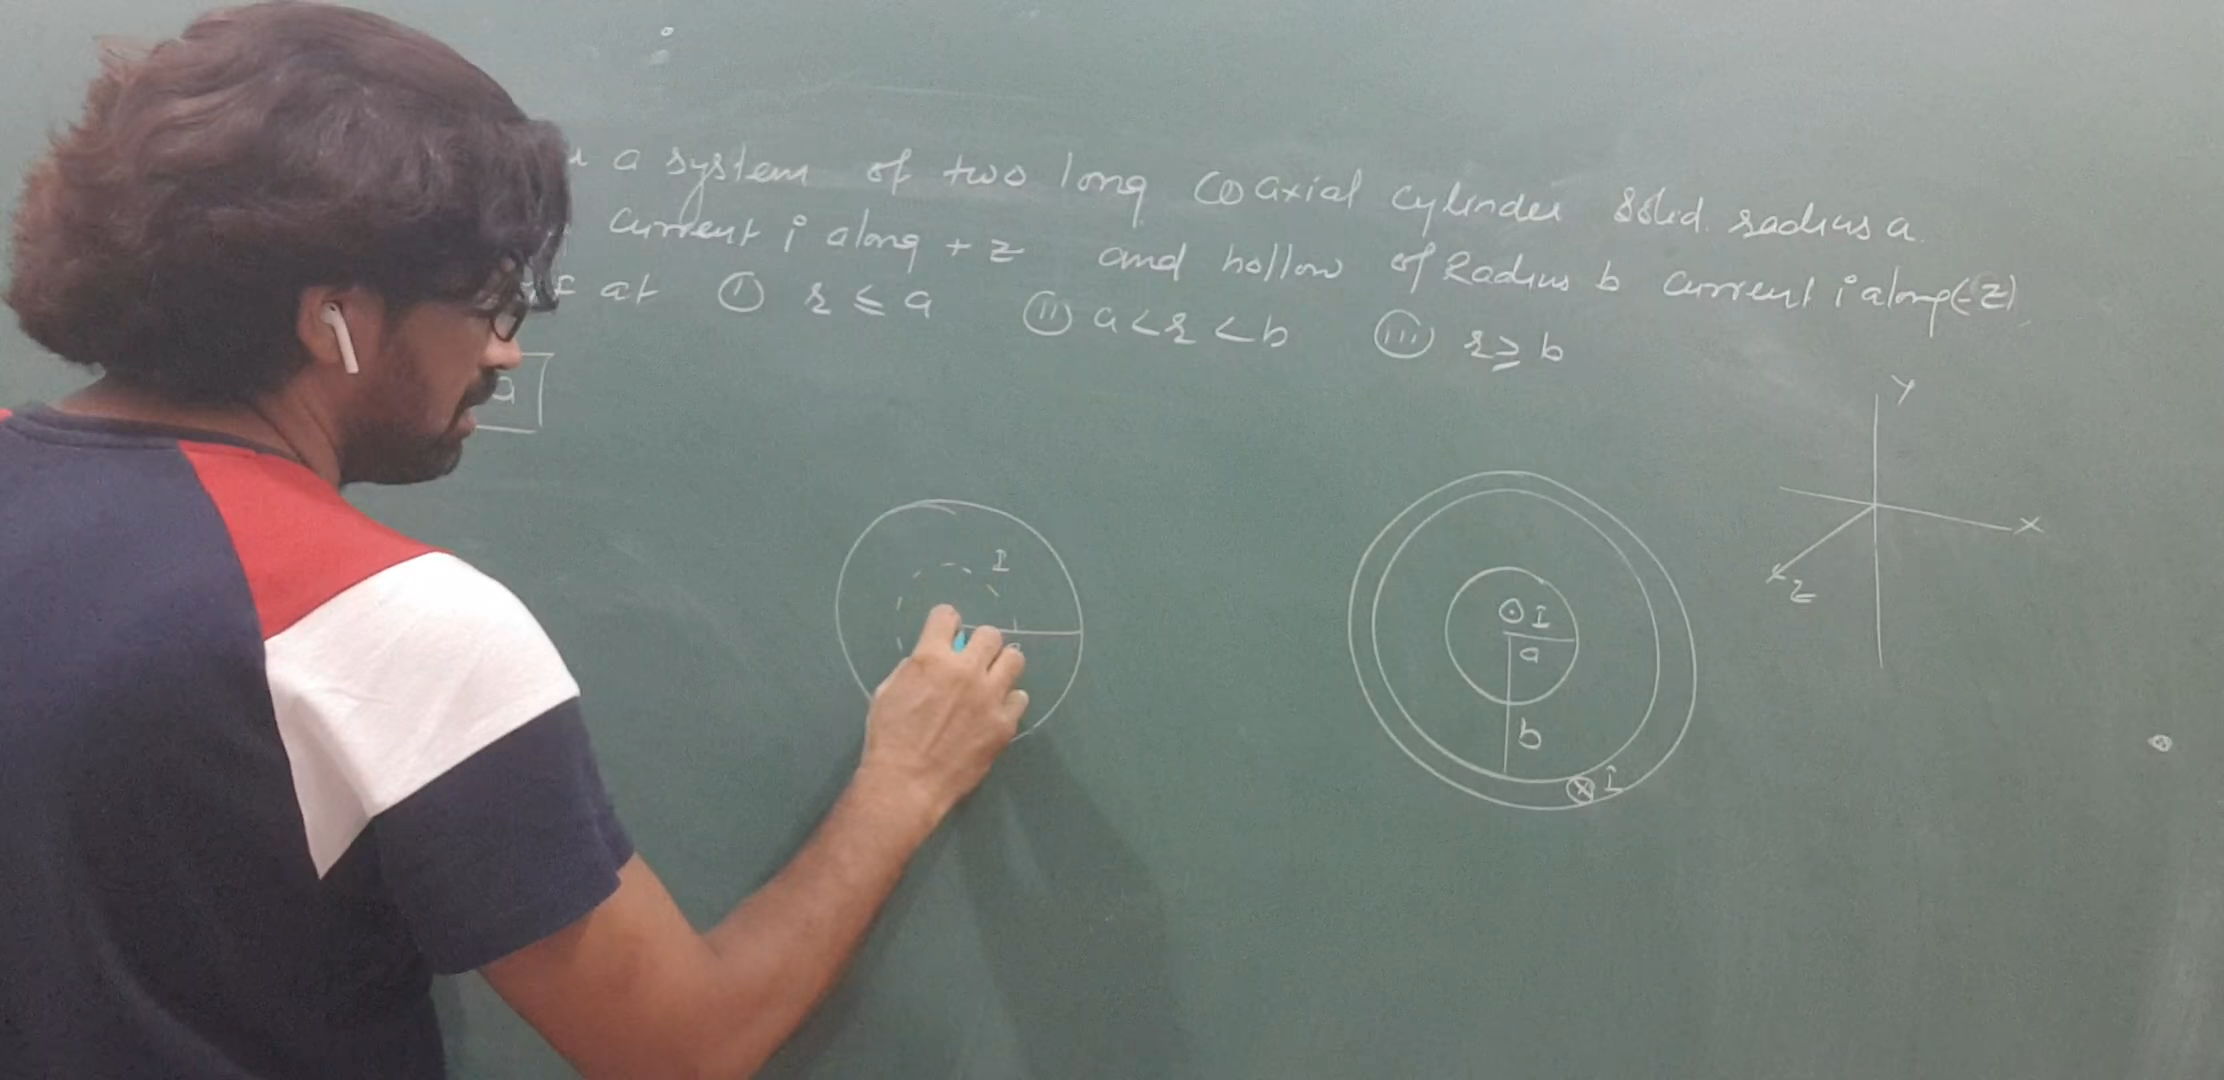 a system of two long coaxial cylinder solid radius a
current i along + z and hollow of Radius b current i along (-z)
at (i) r ≤ a (ii) a < r < b (iii) r ≥ b
a
Y
X
Z
I
I
a
b
I